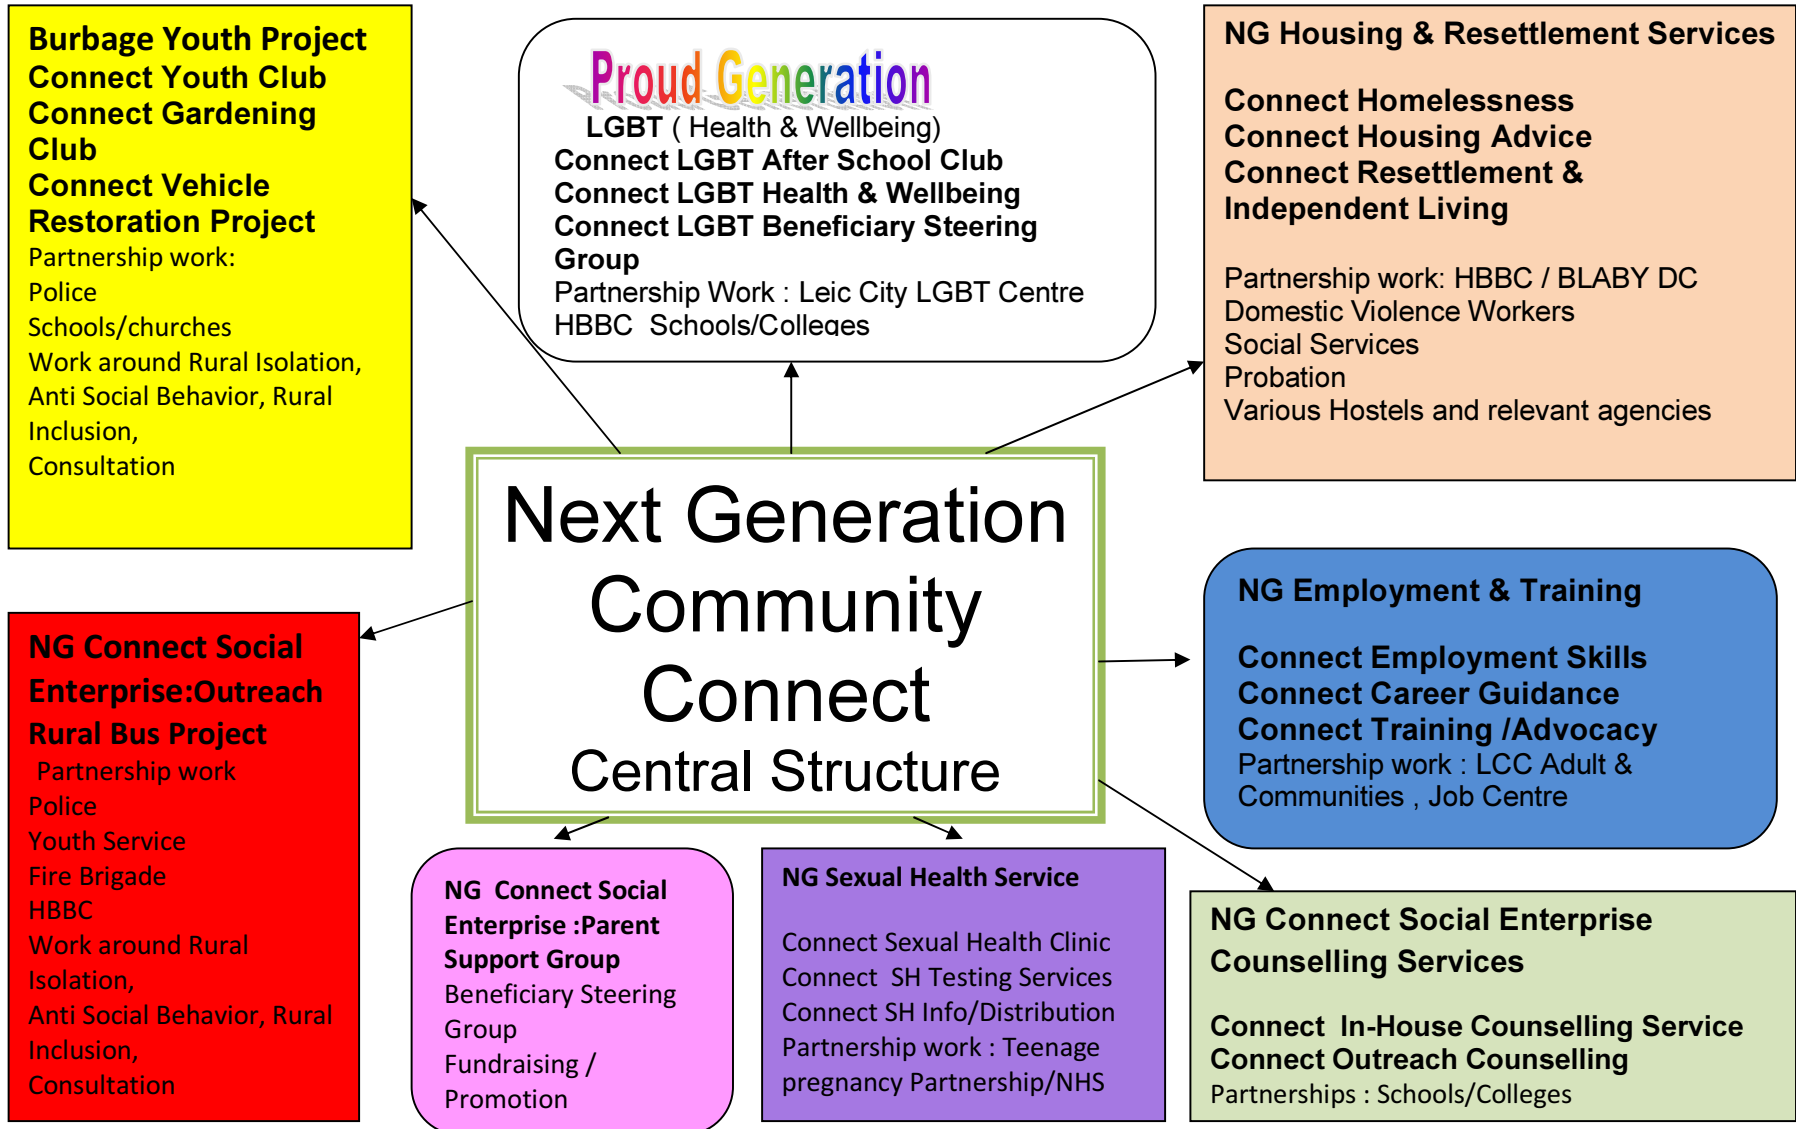 Burbage Youth Project
Connect Youth Club
Connect Gardening
Club
Connect Vehicle
Restoration Project
Partnership work:
Police
Schools/churches
Work around Rural Isolation,
Anti Social Behavior, Rural
Inclusion,
Consultation
Proud Generation
LGBT ( Health & Wellbeing)
Connect LGBT After School Club
Connect LGBT Health & Wellbeing
Connect LGBT Beneficiary Steering
Group
Partnership Work : Leic City LGBT Centre
HBBC Schools/Colleges
NG Housing & Resettlement Services
Connect Homelessness
Connect Housing Advice
Connect Resettlement &
Independent Living
Partnership work: HBBC / BLABY DC
Domestic Violence Workers
Social Services
Probation
Various Hostels and relevant agencies
Next Generation
Community
Connect
Central Structure
NG Employment & Training
Connect Employment Skills
Connect Career Guidance
Connect Training /Advocacy
Partnership work : LCC Adult &
Communities , Job Centre
NG Connect Social
Enterprise:Outreach
Rural Bus Project
Partnership work
Police
Youth Service
Fire Brigade
HBBC
Work around Rural
Isolation,
Anti Social Behavior, Rural
Inclusion,
Consultation
NG Connect Social
Enterprise :Parent
Support Group
Beneficiary Steering
Group
Fundraising /
Promotion
NG Sexual Health Service
Connect Sexual Health Clinic
Connect SH Testing Services
Connect SH Info/Distribution
Partnership work : Teenage
pregnancy Partnership/NHS
NG Connect Social Enterprise
Counselling Services
Connect In-House Counselling Service
Connect Outreach Counselling
Partnerships : Schools/Colleges